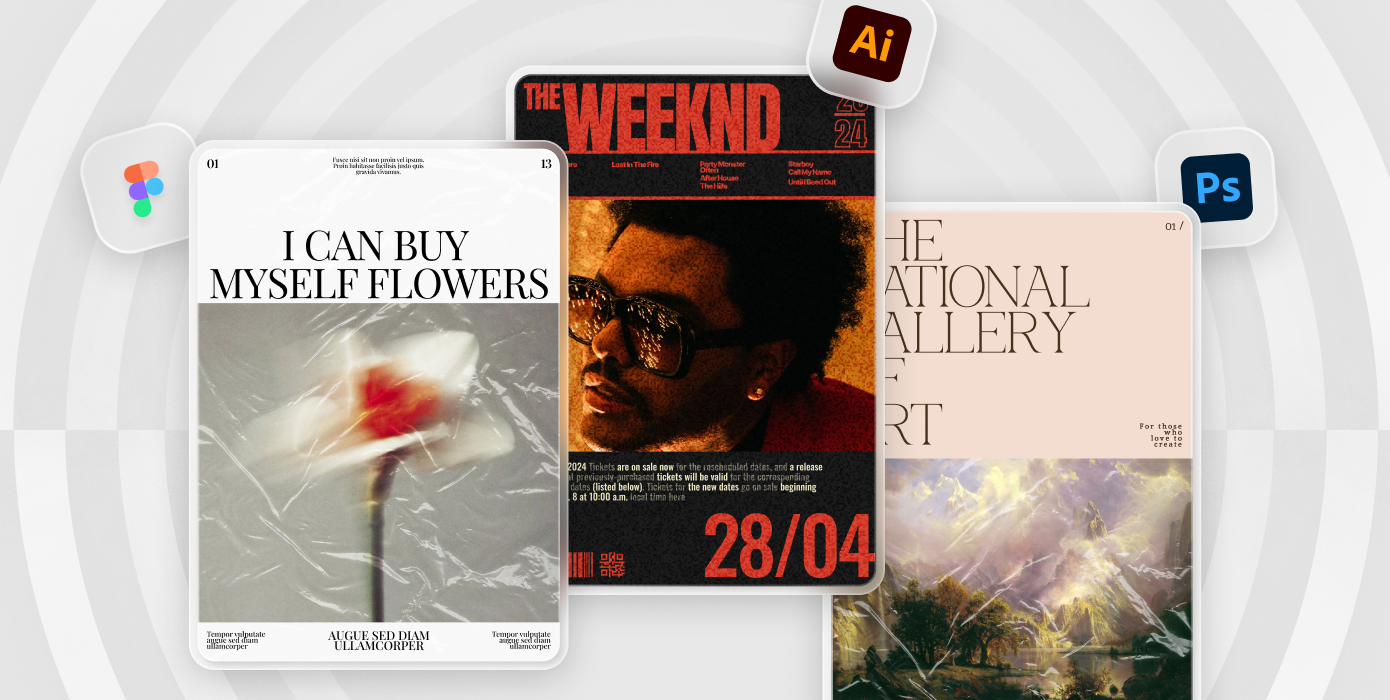 01
Fusce nisi sit non proin vel ipsum.
Proin habitasse facilisis justo quis
gravida vivamus.
13
I CAN BUY
MYSELF FLOWERS
Tempor vulputate
augue sed diam
ullamcorper
AUGUE SED DIAM
ULLAMCORPER
Tempor vulputate
augue sed diam
ullamcorper
THE WEEKND
24
Lost In The Fire
Party Monster
Often
After House
The Hills
Starboy
Call My Name
Until I Bleed Out
2024 Tickets are on sale now for the rescheduled dates, and a release
previously-purchased tickets will be valid for the corresponding
dates (listed below). Tickets for the new dates go on sale beginning
8 at 10:00 a.m. local time here
28/04
Ai
Ps
HE
ATIONAL
ALLERY
F
RT
01 /
For those
who
love to
create